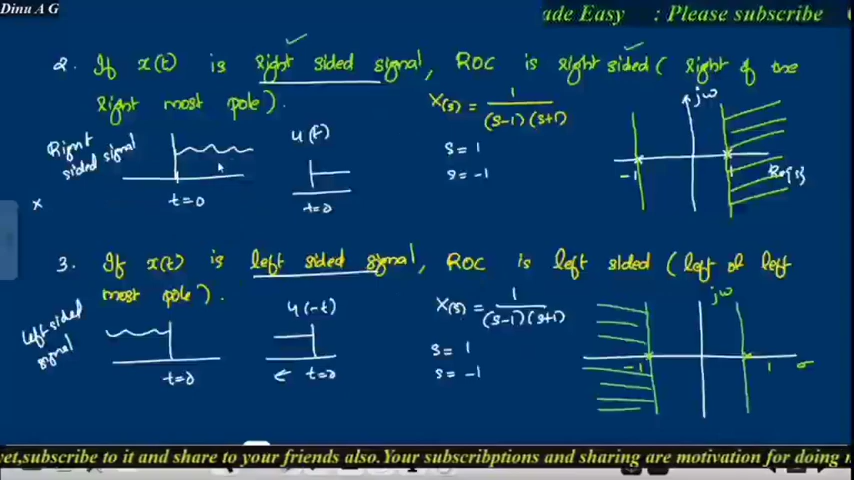 Dinu A G
ade Easy : Please subscribe
2. If x(t) is right sided signal, ROC is right sided ( right of the
right most pole ).
X(s) = 1
(s-1)(s+1)
s = 1
s = -1
Right
sided signal
t=0
u(t)
t=0
x
jω
-1
1
3. If x(t) is left sided signal, ROC is left sided ( left of left
most pole ).
X(s) = 1
(s-1)(s+1)
s = 1
s = -1
Left sided
signal
t=0
u(-t)
t=0
jω
-1
1
σ
yet,subscribe to it and share to your friends also.Your subscribptions and sharing are motivation for doing